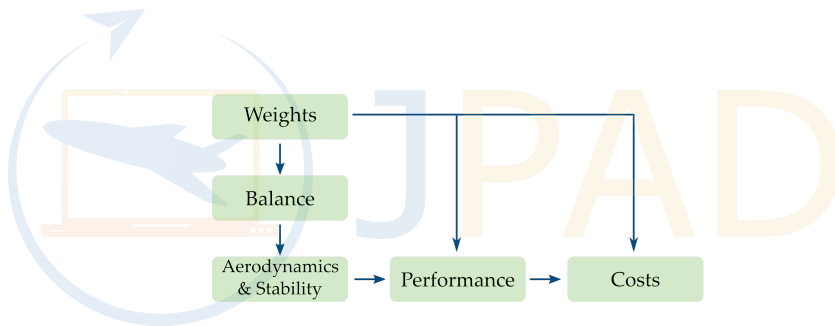 JPAD
Weights
Balance
Aerodynamics
& Stability
Performance
Costs